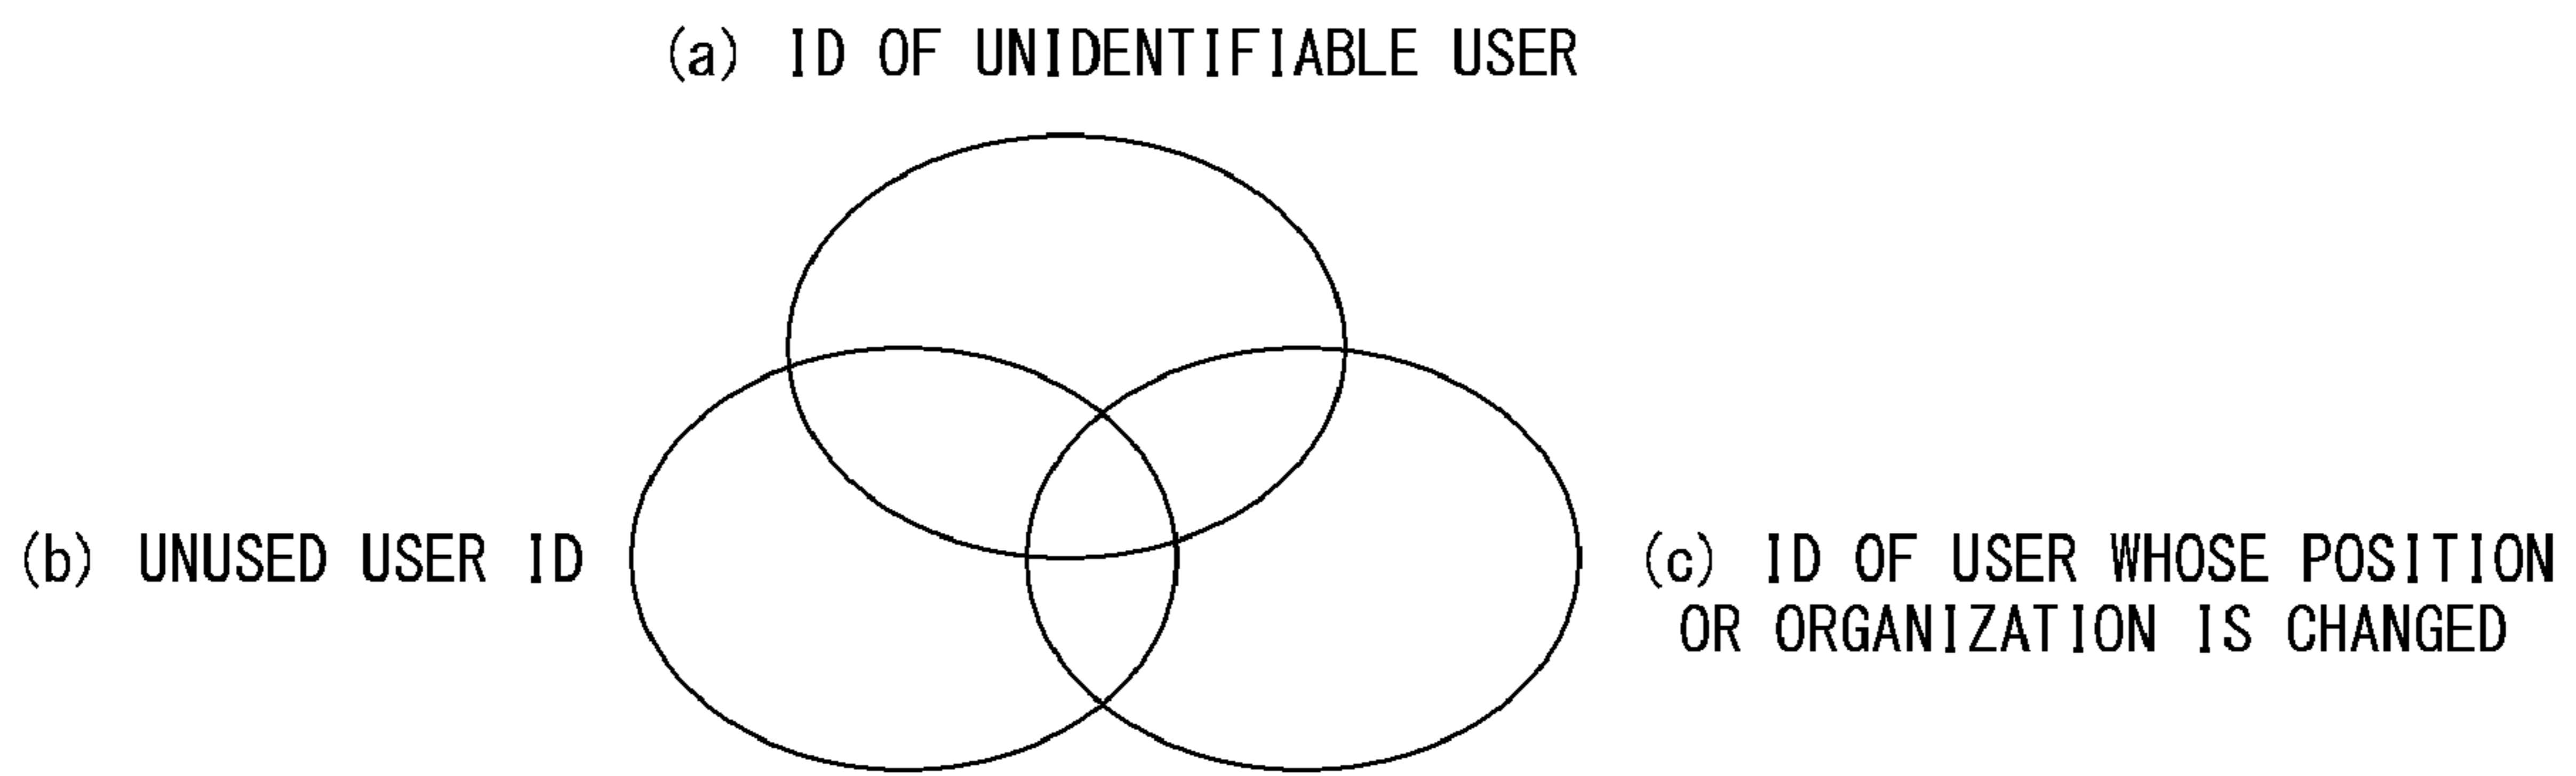 (a) ID OF UNIDENTIFIABLE USER
(b) UNUSED USER ID
(c) ID OF USER WHOSE POSITION
OR ORGANIZATION IS CHANGED